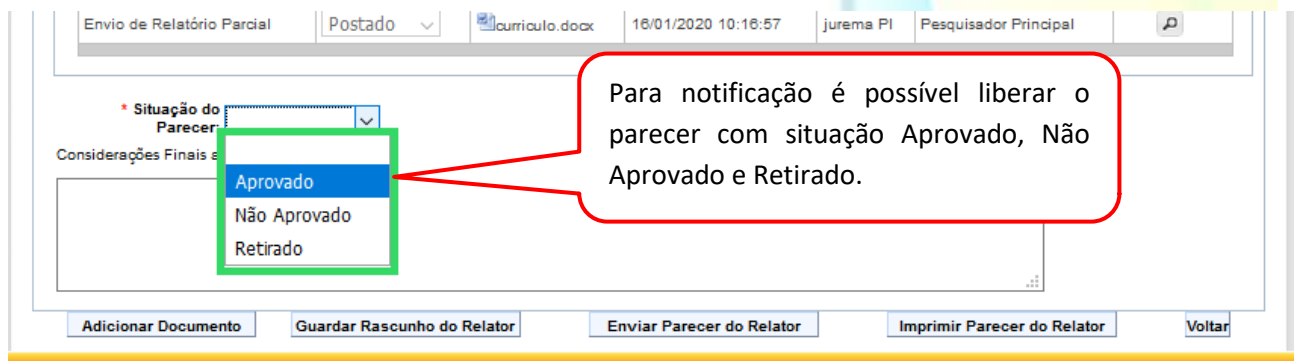 Envio de Relatório Parcial Postado curriculo.docx 16/01/2020 10:16:57 jurema PI Pesquisador Principal
* Situação do
Parecer:
Considerações Finais a
Aprovado
Não Aprovado
Retirado
Para notificação é possível liberar o
parecer com situação Aprovado, Não
Aprovado e Retirado.
Adicionar Documento Guardar Rascunho do Relator Enviar Parecer do Relator Imprimir Parecer do Relator Voltar